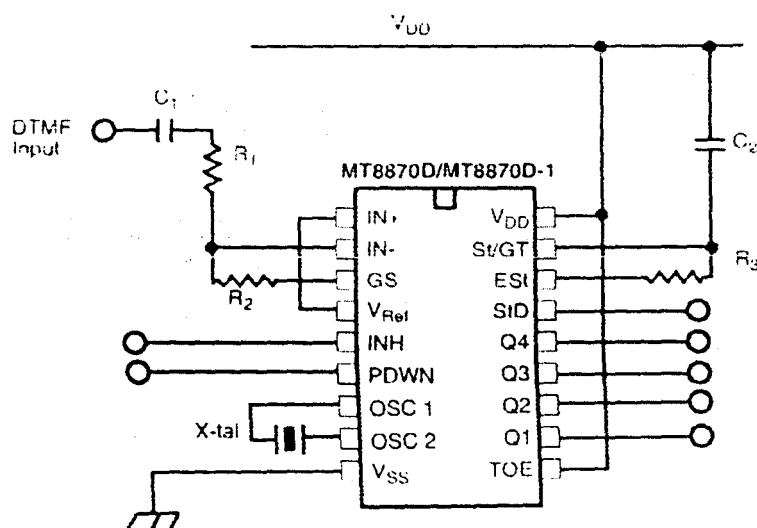 VDD
C1
DTMF
Input
R1
C2
MT8870D/MT8870D-1
IN+
VDD
IN-
St/GT
R3
GS
ESt
R2
VRef
StD
INH
Q4
PDWN
Q3
OSC 1
Q2
X-tal
OSC 2
Q1
VSS
TOE